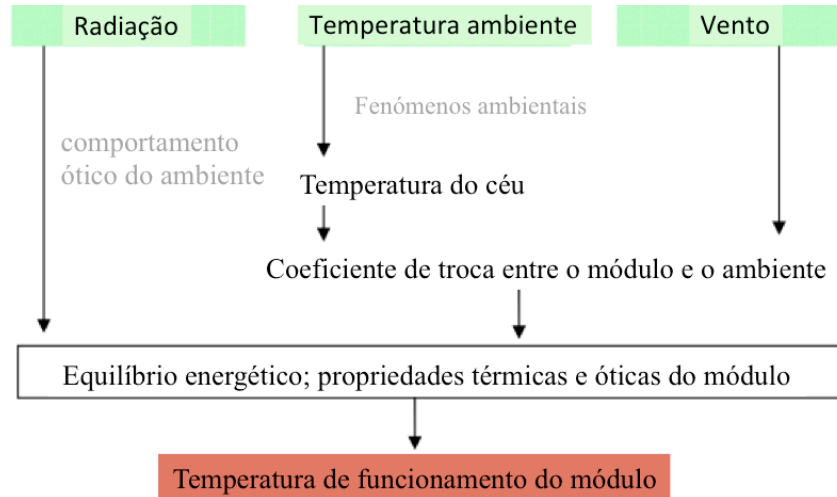 Radiação
Temperatura ambiente
Vento
Fenómenos ambientais
comportamento
ótico do ambiente
Temperatura do céu
Coeficiente de troca entre o módulo e o ambiente
Equilíbrio energético; propriedades térmicas e óticas do módulo
Temperatura de funcionamento do módulo